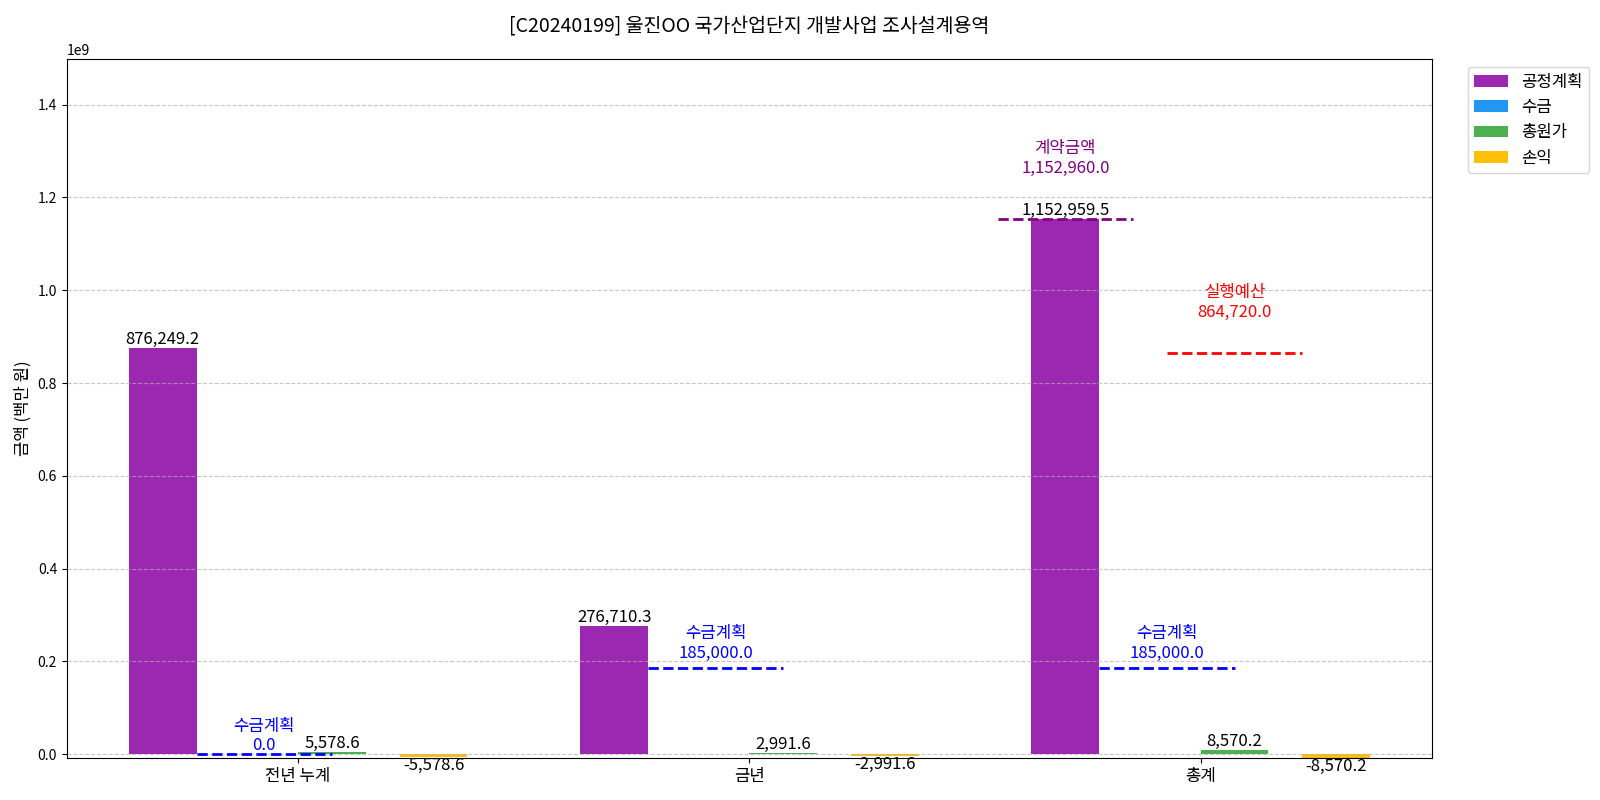 [C20240199] 울진OO 국가산업단지 개발사업 조사설계용역
1e9
공정계획
수금
총원가
손익
금액 (백만 원)
1.4
1.2
1.0
0.8
0.6
0.4
0.2
0.0
계약금액
1,152,960.0
1,152,959.5
실행예산
864,720.0
876,249.2
276,710.3
수금계획
185,000.0
수금계획
185,000.0
수금계획
0.0
5,578.6
-5,578.6
2,991.6
-2,991.6
8,570.2
-8,570.2
전년 누계
금년
총계